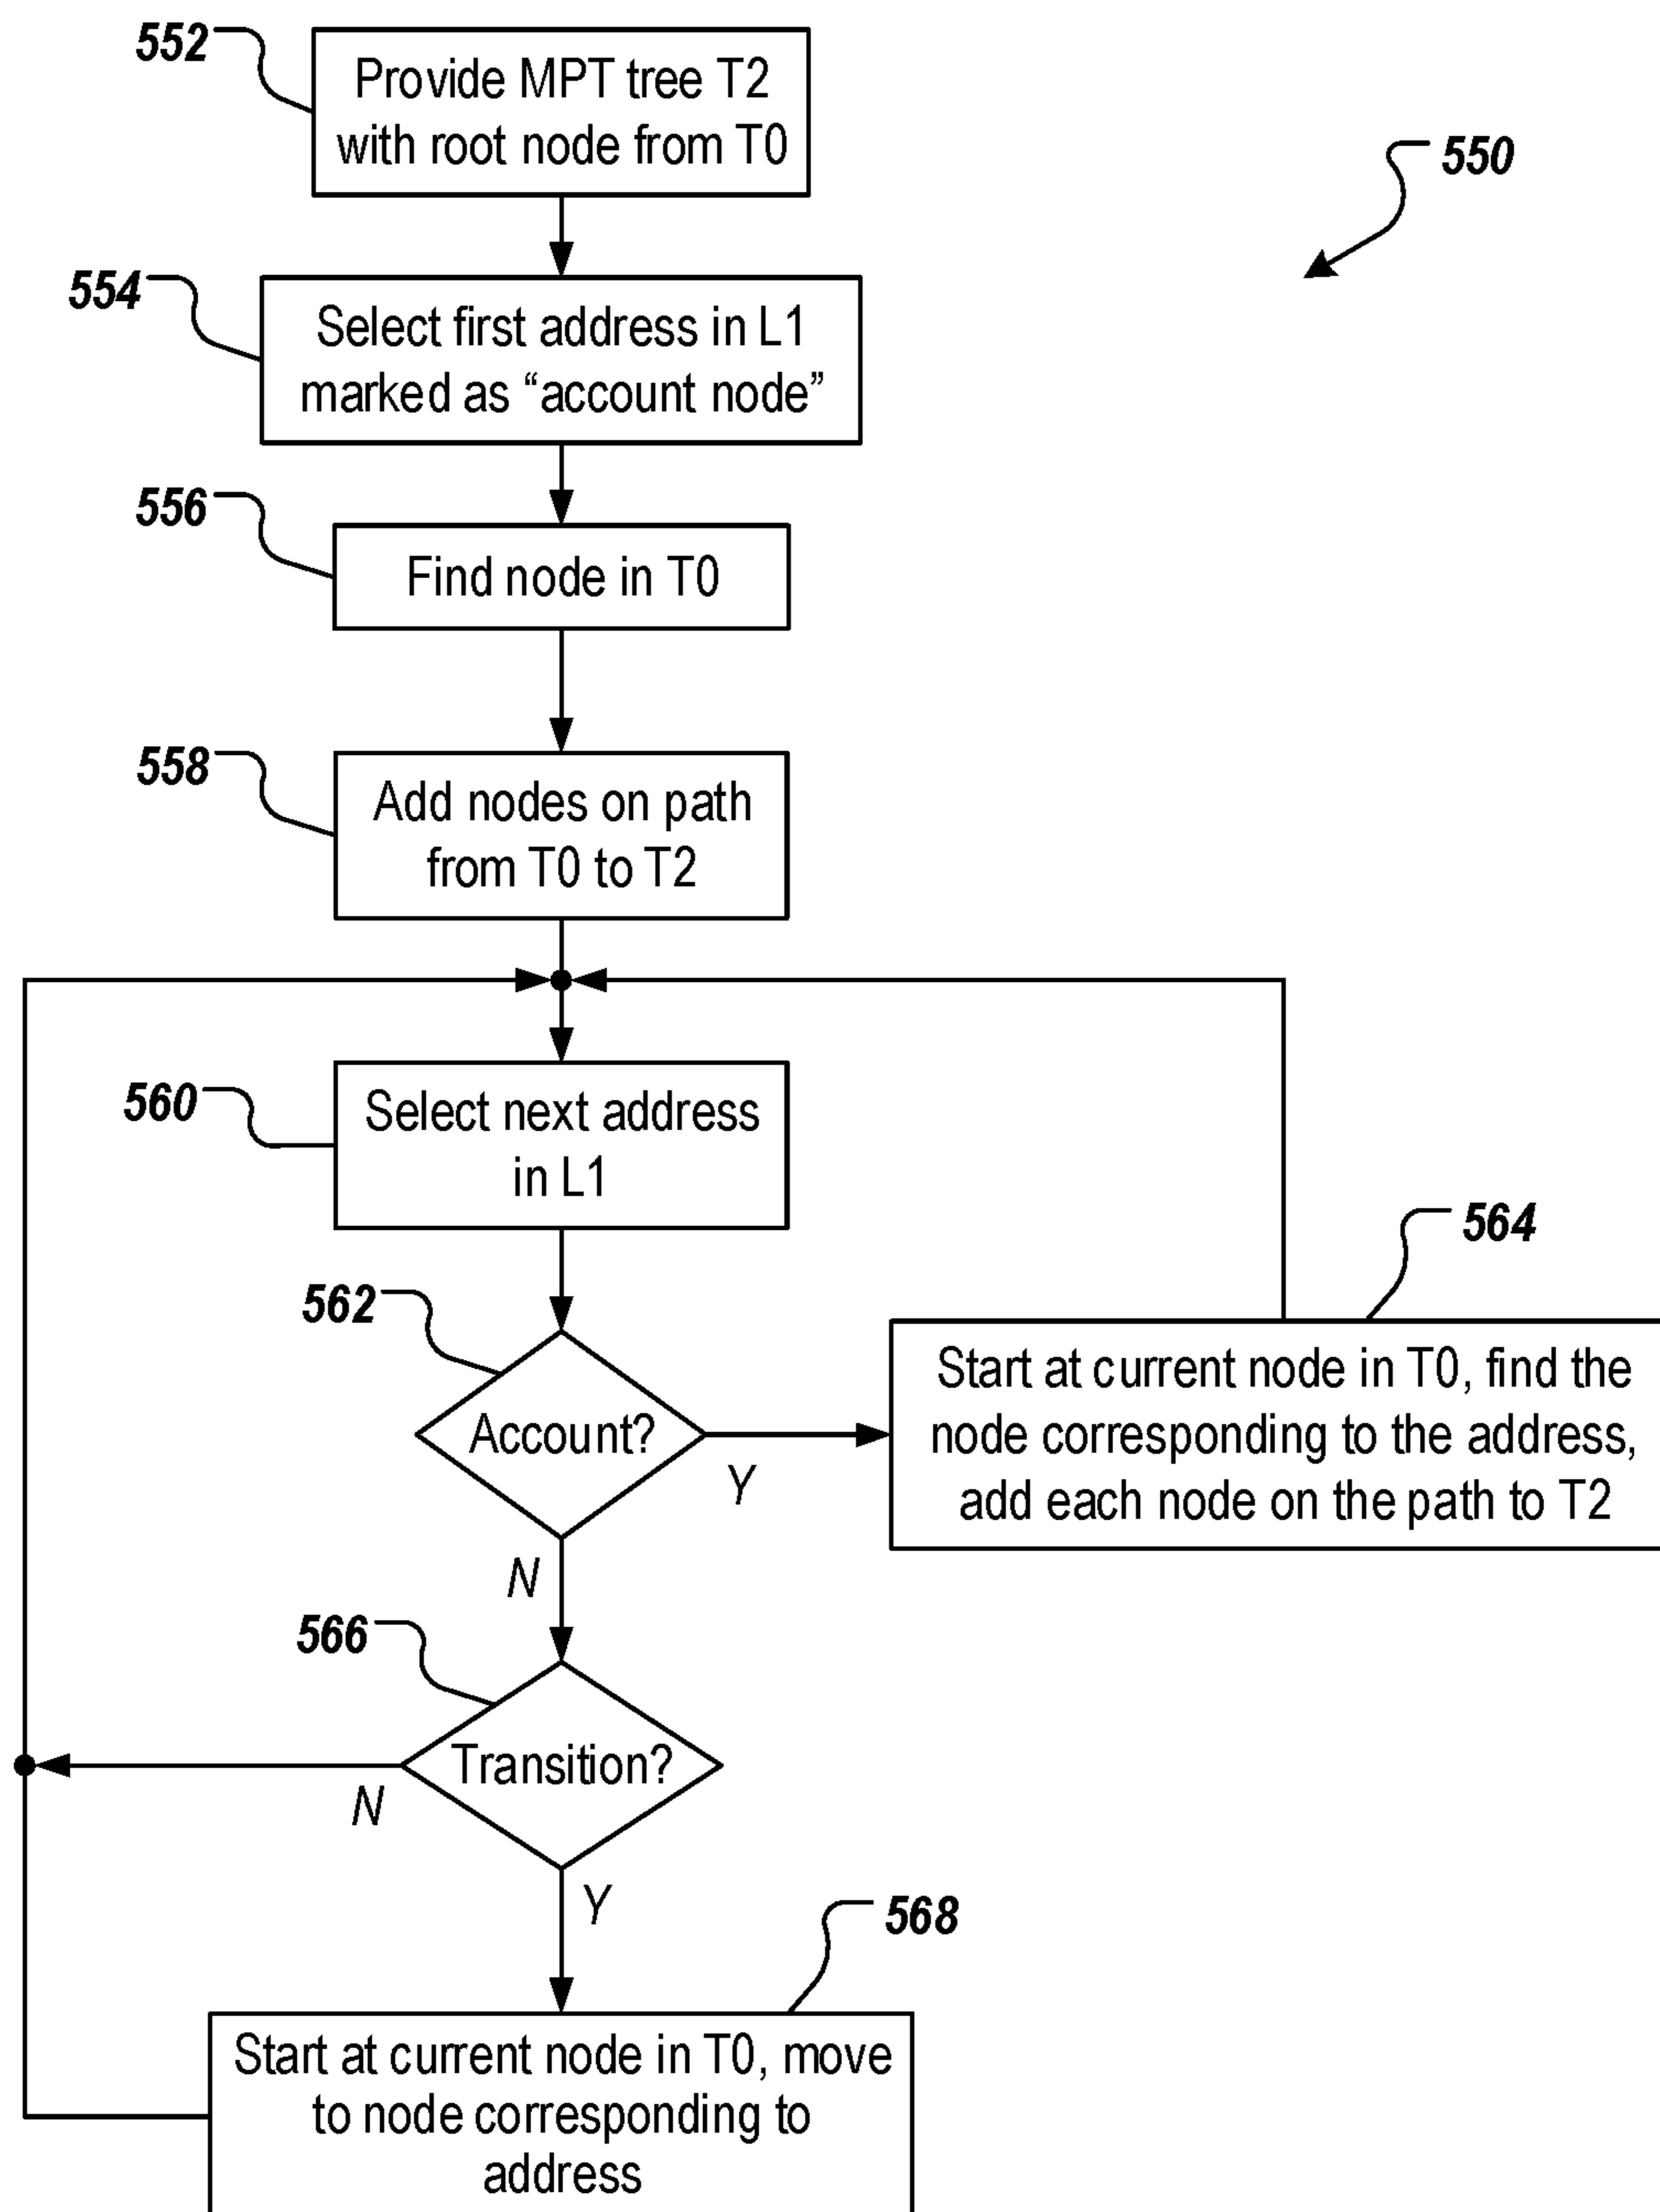 552
Provide MPT tree T2
with root node from T0
550
554
Select first address in L1
marked as “account node”
556
Find node in T0
558
Add nodes on path
from T0 to T2
560
Select next address
in L1
564
562
Start at current node in T0, find the
node corresponding to the address,
add each node on the path to T2
Account?
Y
N
566
Transition?
N
Y
568
Start at current node in T0, move
to node corresponding to
address